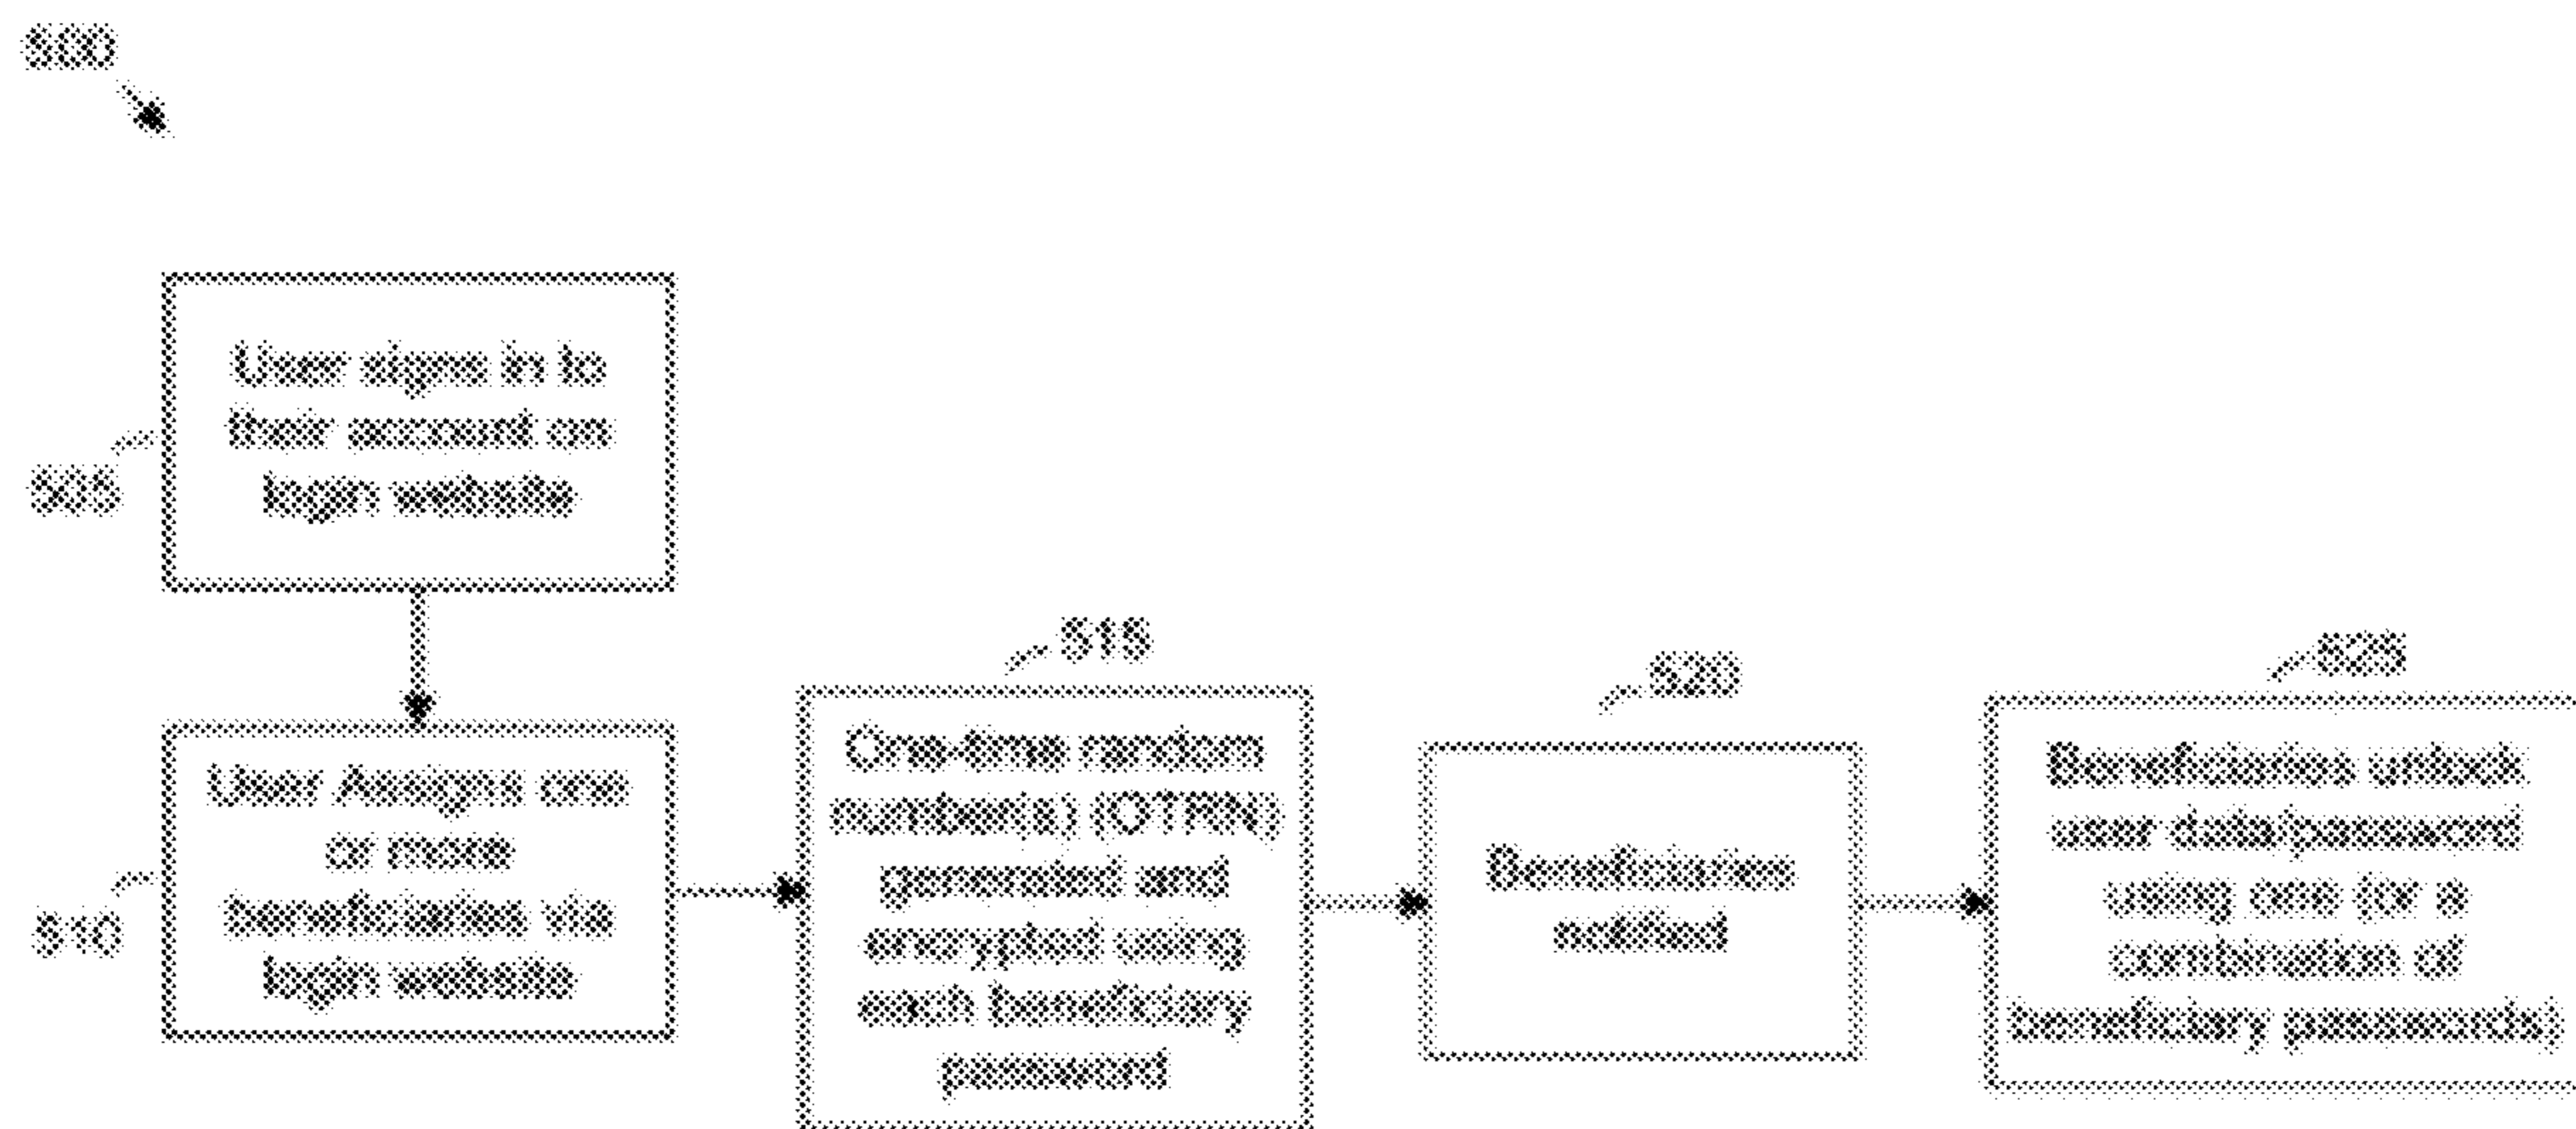 500
User signs in to
their account on
login website
505
User Assigns one
or more
beneficiaries via
login website
510
515
One-time random
number(s) (OTRN)
generated and
encrypted using
each beneficiary
password
520
Beneficiaries
notified
525
Beneficiaries unlock
user data/password
using one (or a
combination of
beneficiary passwords)